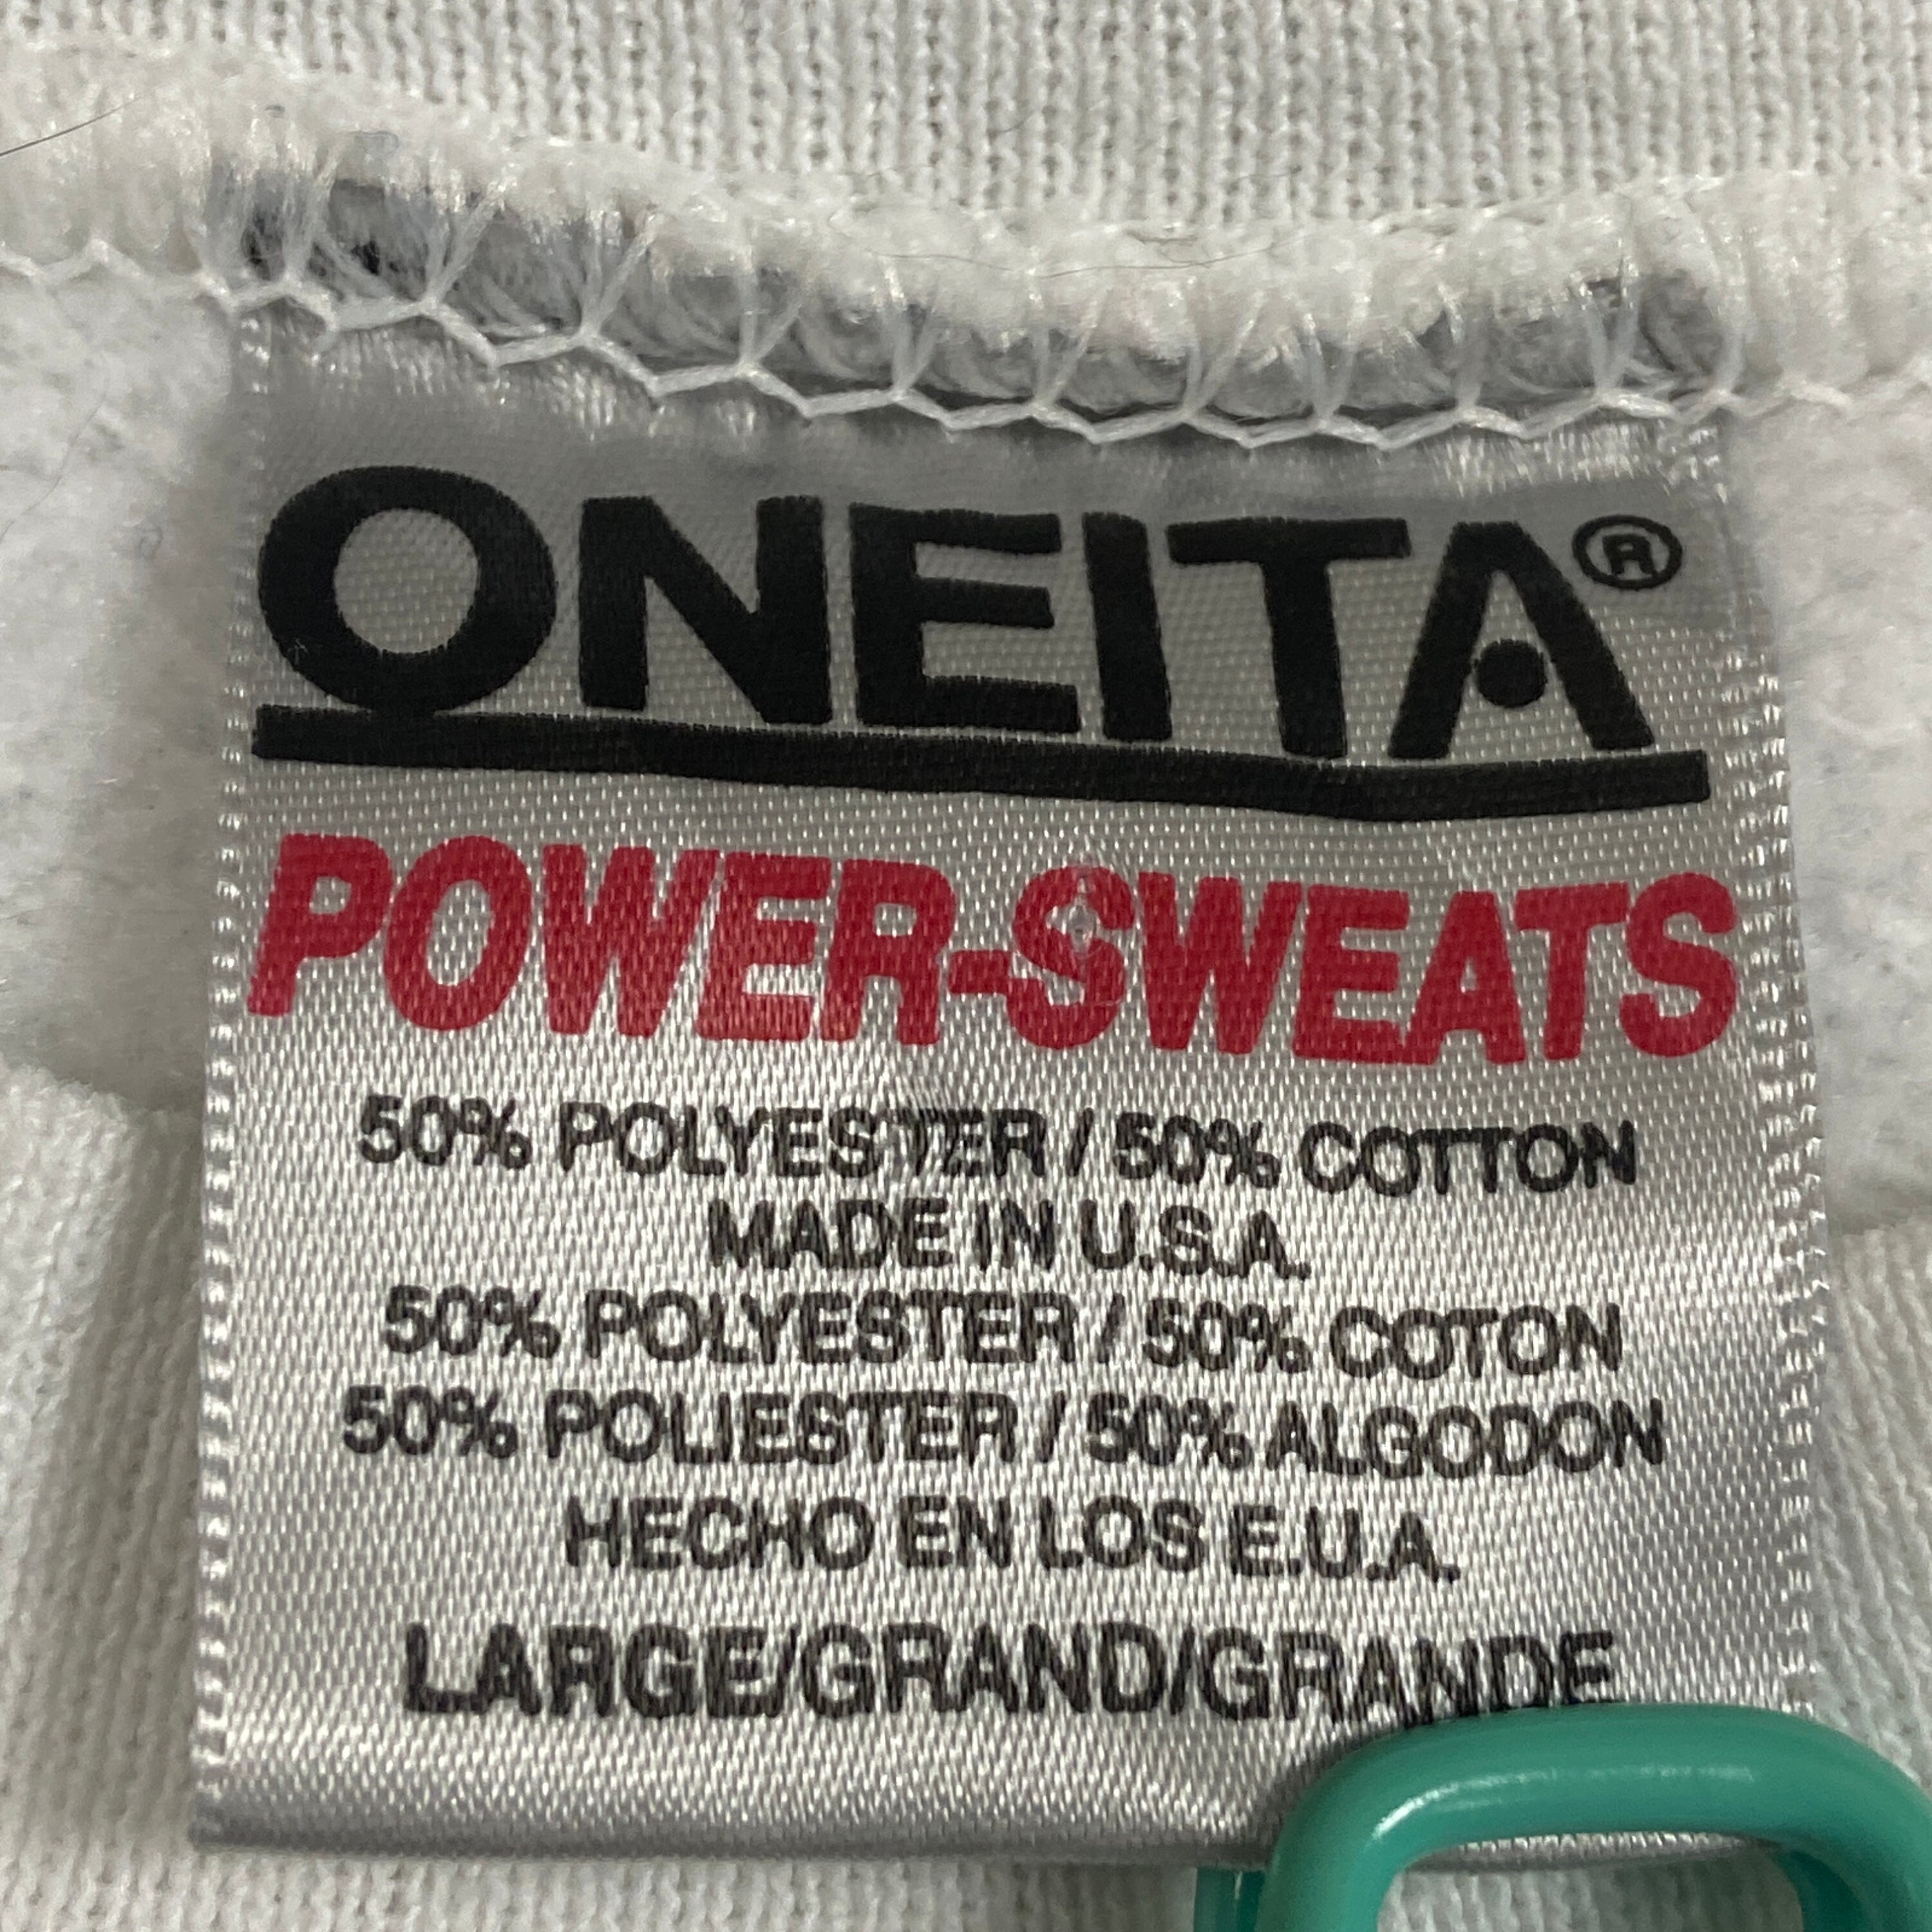 ONEITA®
POWER-SWEATS
50% POLYESTER / 50% COTTON
MADE IN U.S.A.
50% POLYESTER / 50% COTON
50% POLIESTER / 50% ALGODON
HECHO EN LOS E.U.A.
LARGE/GRAND/GRANDE